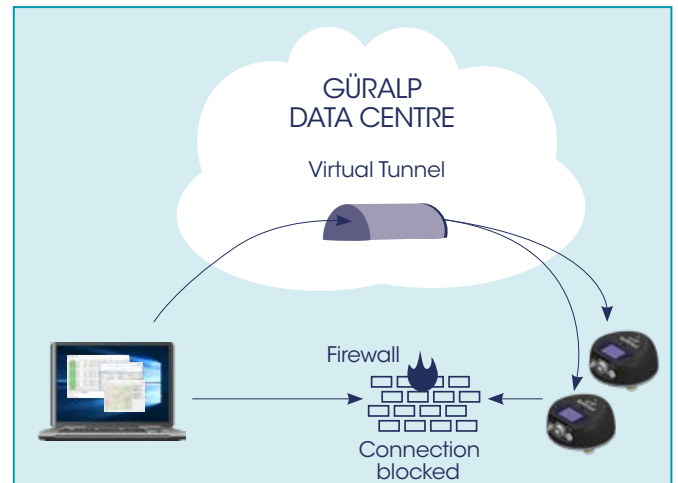 GÜRALP
DATA CENTRE
Virtual Tunnel
Firewall
Connection
blocked